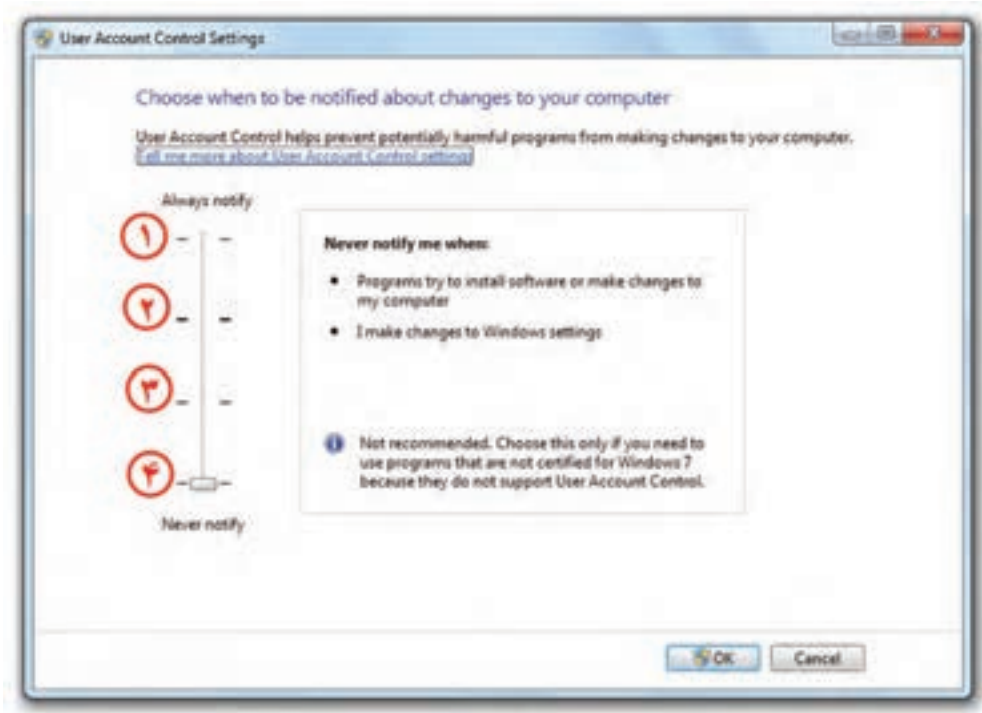 User Account Control Settings
Choose when to be notified about changes to your computer
User Account Control helps prevent potentially harmful programs from making changes to your computer.
Tell me more about User Account Control settings
Always notify
۱
۲
۳
۴
Never notify
Never notify me when:
• Programs try to install software or make changes to
my computer
• I make changes to Windows settings
Not recommended. Choose this only if you need to
use programs that are not certified for Windows 7
because they do not support User Account Control.
OK
Cancel